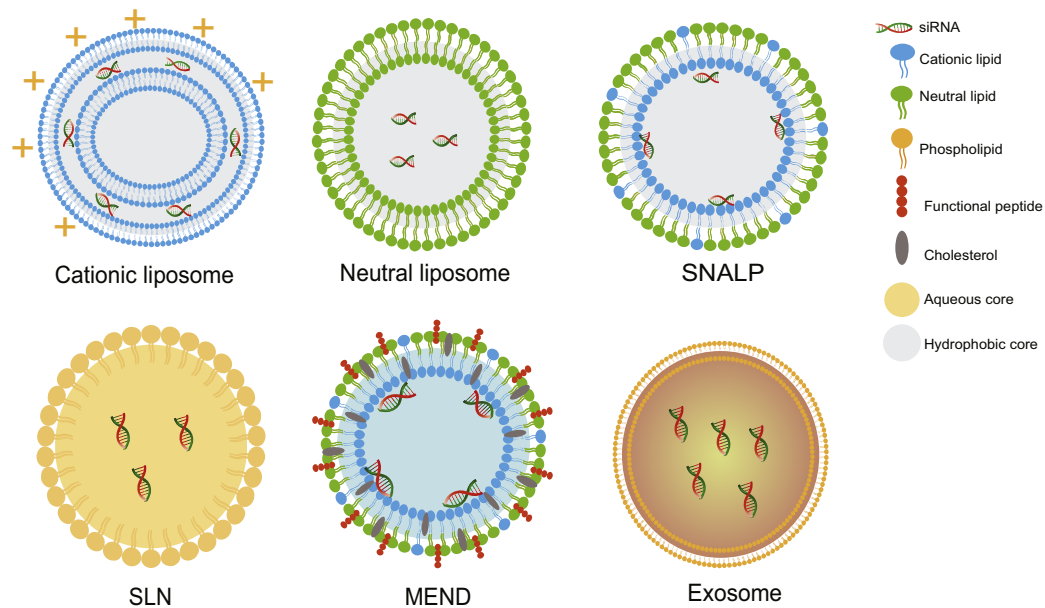 siRNA
Cationic lipid
Neutral lipid
Phospholipid
Functional peptide
Cholesterol
Aqueous core
Hydrophobic core
Cationic liposome
Neutral liposome
SNALP
SLN
MEND
Exosome